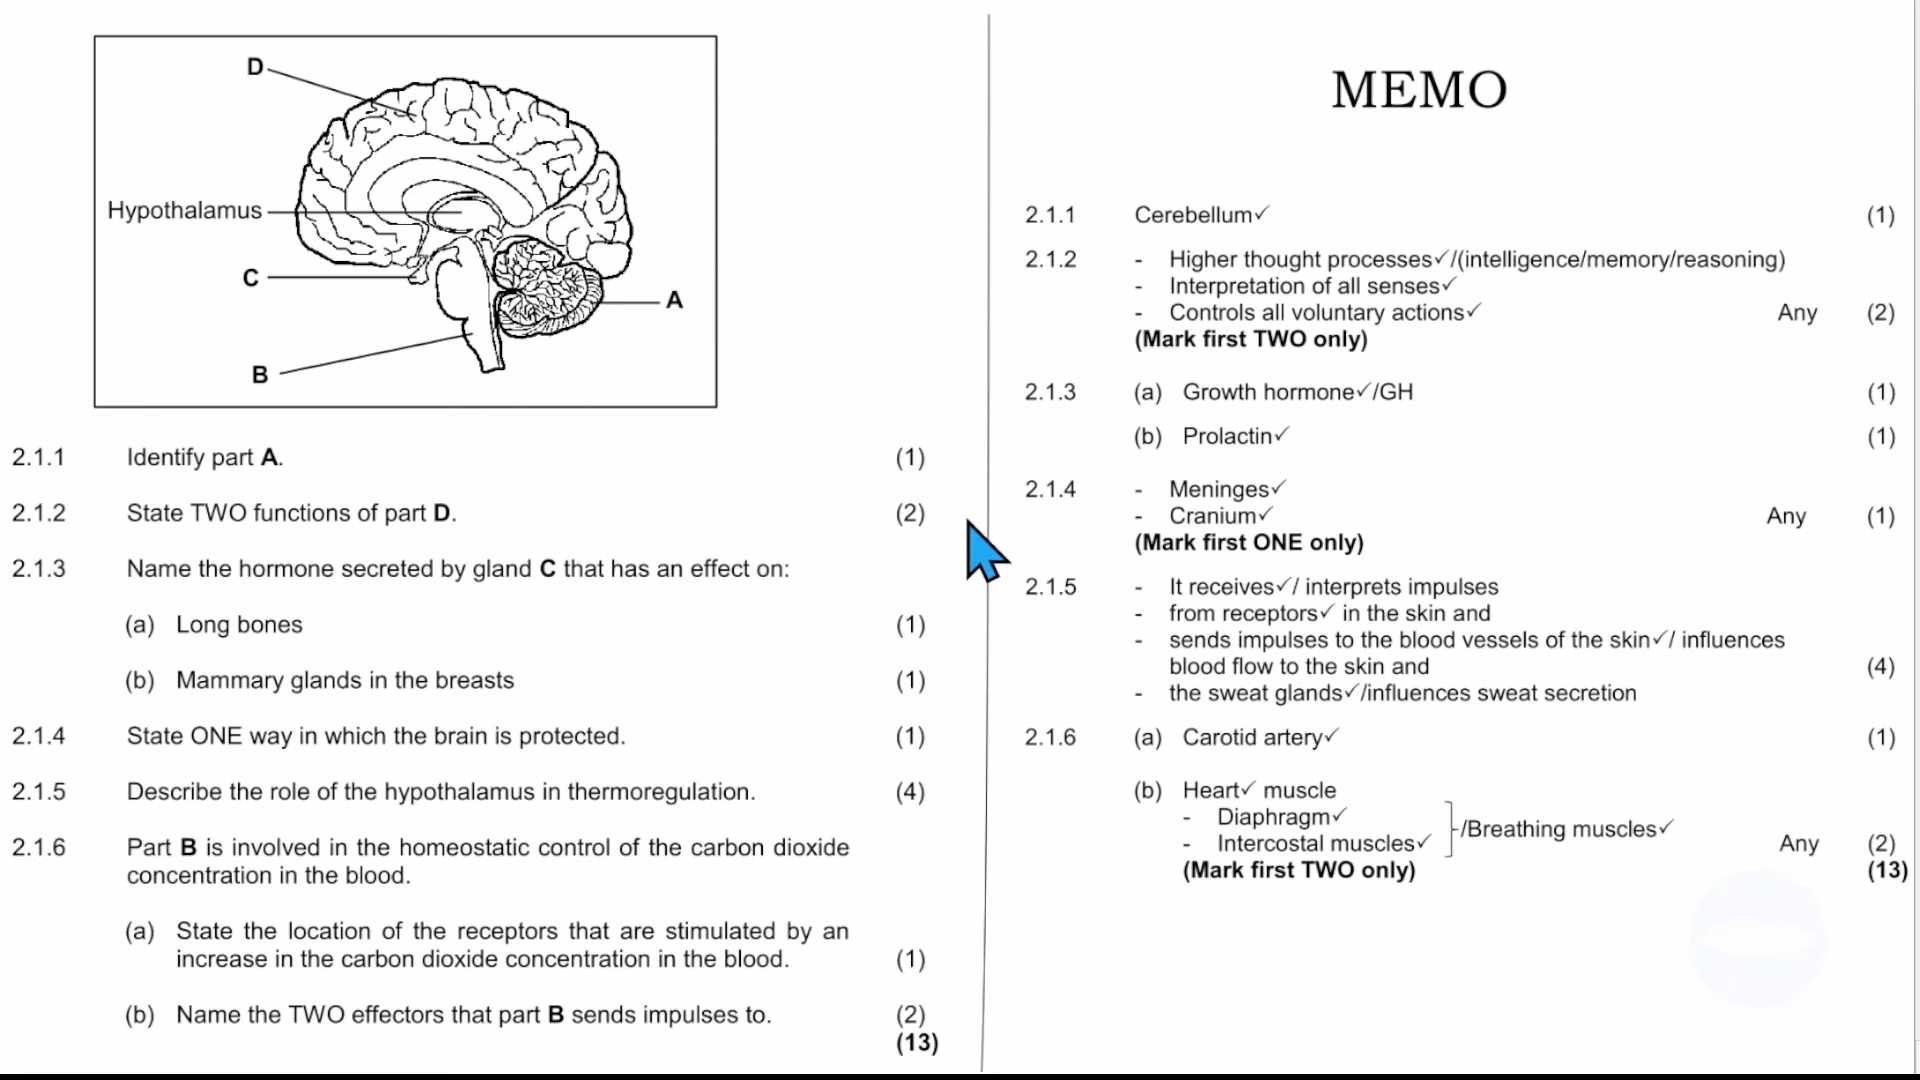 D
Hypothalamus
C
A
B
2.1.1 Identify part A. (1)
2.1.2 State TWO functions of part D. (2)
2.1.3 Name the hormone secreted by gland C that has an effect on:
(a) Long bones (1)
(b) Mammary glands in the breasts (1)
2.1.4 State ONE way in which the brain is protected. (1)
2.1.5 Describe the role of the hypothalamus in thermoregulation. (4)
2.1.6 Part B is involved in the homeostatic control of the carbon dioxide
concentration in the blood.
(a) State the location of the receptors that are stimulated by an
increase in the carbon dioxide concentration in the blood. (1)
(b) Name the TWO effectors that part B sends impulses to. (2)
(13)
MEMO
2.1.1 Cerebellum✓ (1)
2.1.2 - Higher thought processes✓/(intelligence/memory/reasoning)
- Interpretation of all senses✓
- Controls all voluntary actions✓ Any (2)
(Mark first TWO only)
2.1.3 (a) Growth hormone✓/GH (1)
(b) Prolactin✓ (1)
2.1.4 - Meninges✓
- Cranium✓ Any (1)
(Mark first ONE only)
2.1.5 - It receives✓/ interprets impulses
- from receptors✓ in the skin and
- sends impulses to the blood vessels of the skin✓/ influences
blood flow to the skin and (4)
- the sweat glands✓/influences sweat secretion
2.1.6 (a) Carotid artery✓ (1)
(b) Heart✓ muscle
- Diaphragm✓
/Breathing muscles✓
- Intercostal muscles✓ Any (2)
(Mark first TWO only) (13)